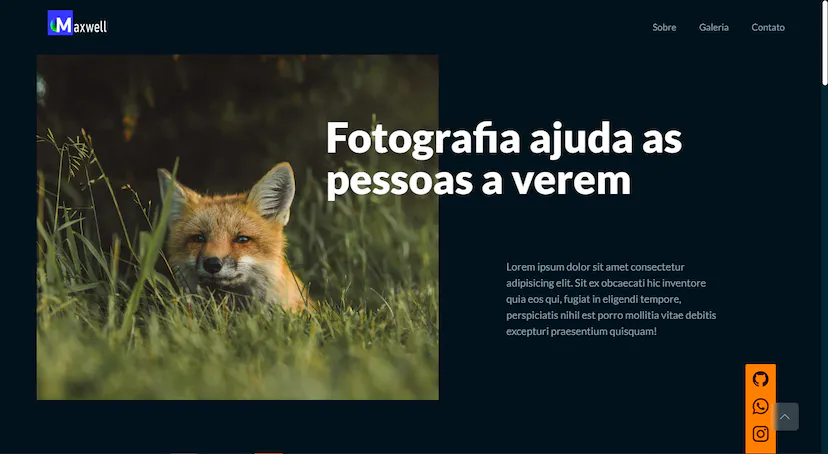 Maxwell
Sobre
Galeria
Contato
Fotografia ajuda as
pessoas a verem
Lorem ipsum dolor sit amet consectetur
adipisicing elit. Sit ex obcaecati hic inventore
quia eos qui, fugiat in eligendi tempore,
perspiciatis nihil est porro mollitia vitae debitis
excepturi praesentium quisquam!